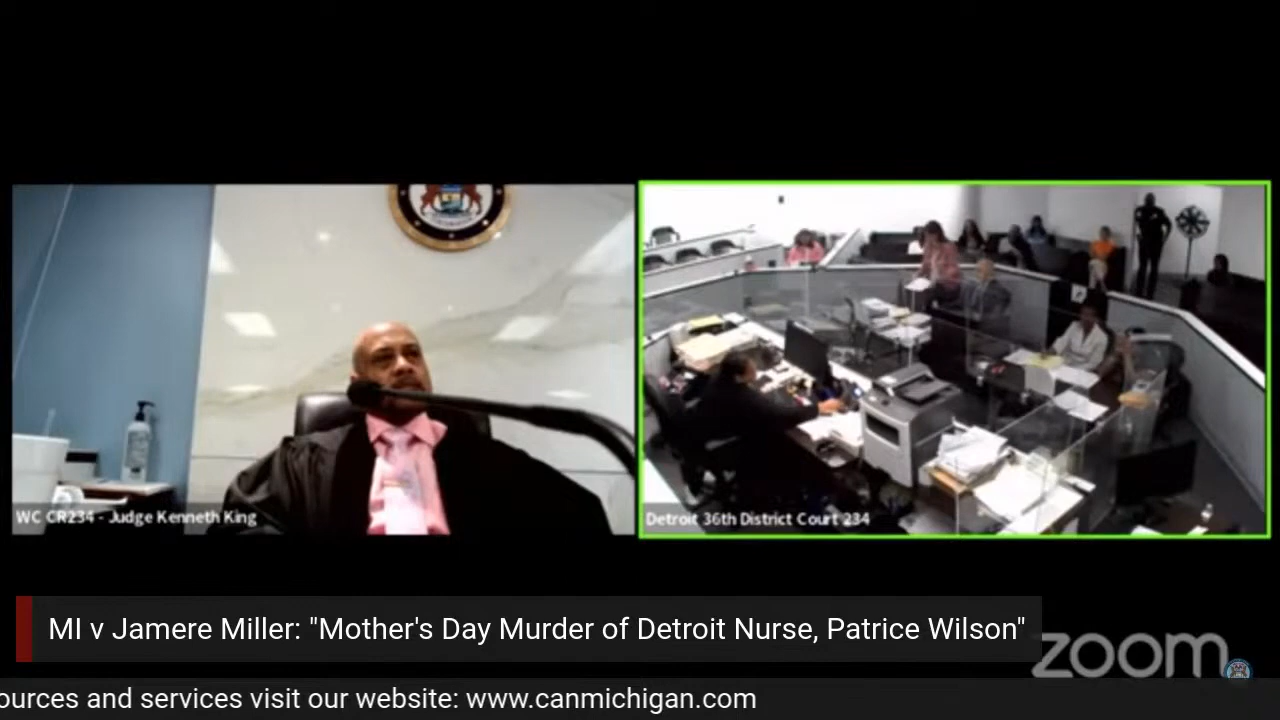 WC CR234 - Judge Kenneth King
Detroit 36th District Court 234
MI v Jamere Miller: "Mother's Day Murder of Detroit Nurse, Patrice Wilson"
zoom
ources and services visit our website: www.canmichigan.com